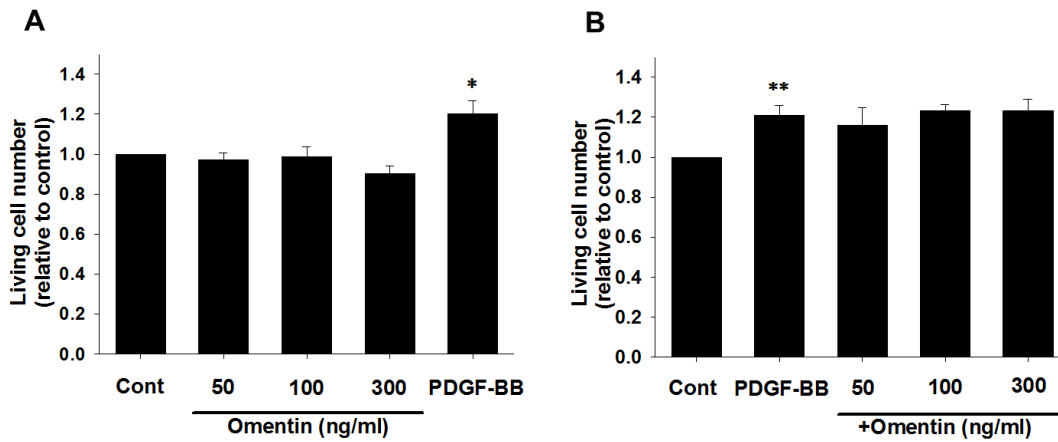 A
Living cell number
(relative to control)
1.4
1.2
1.0
0.8
0.6
0.4
0.2
0.0
*
Cont 50 100 300 PDGF-BB
Omentin (ng/ml)
B
Living cell number
(relative to control)
1.4
1.2
1.0
0.8
0.6
0.4
0.2
0.0
**
Cont PDGF-BB 50 100 300
+Omentin (ng/ml)